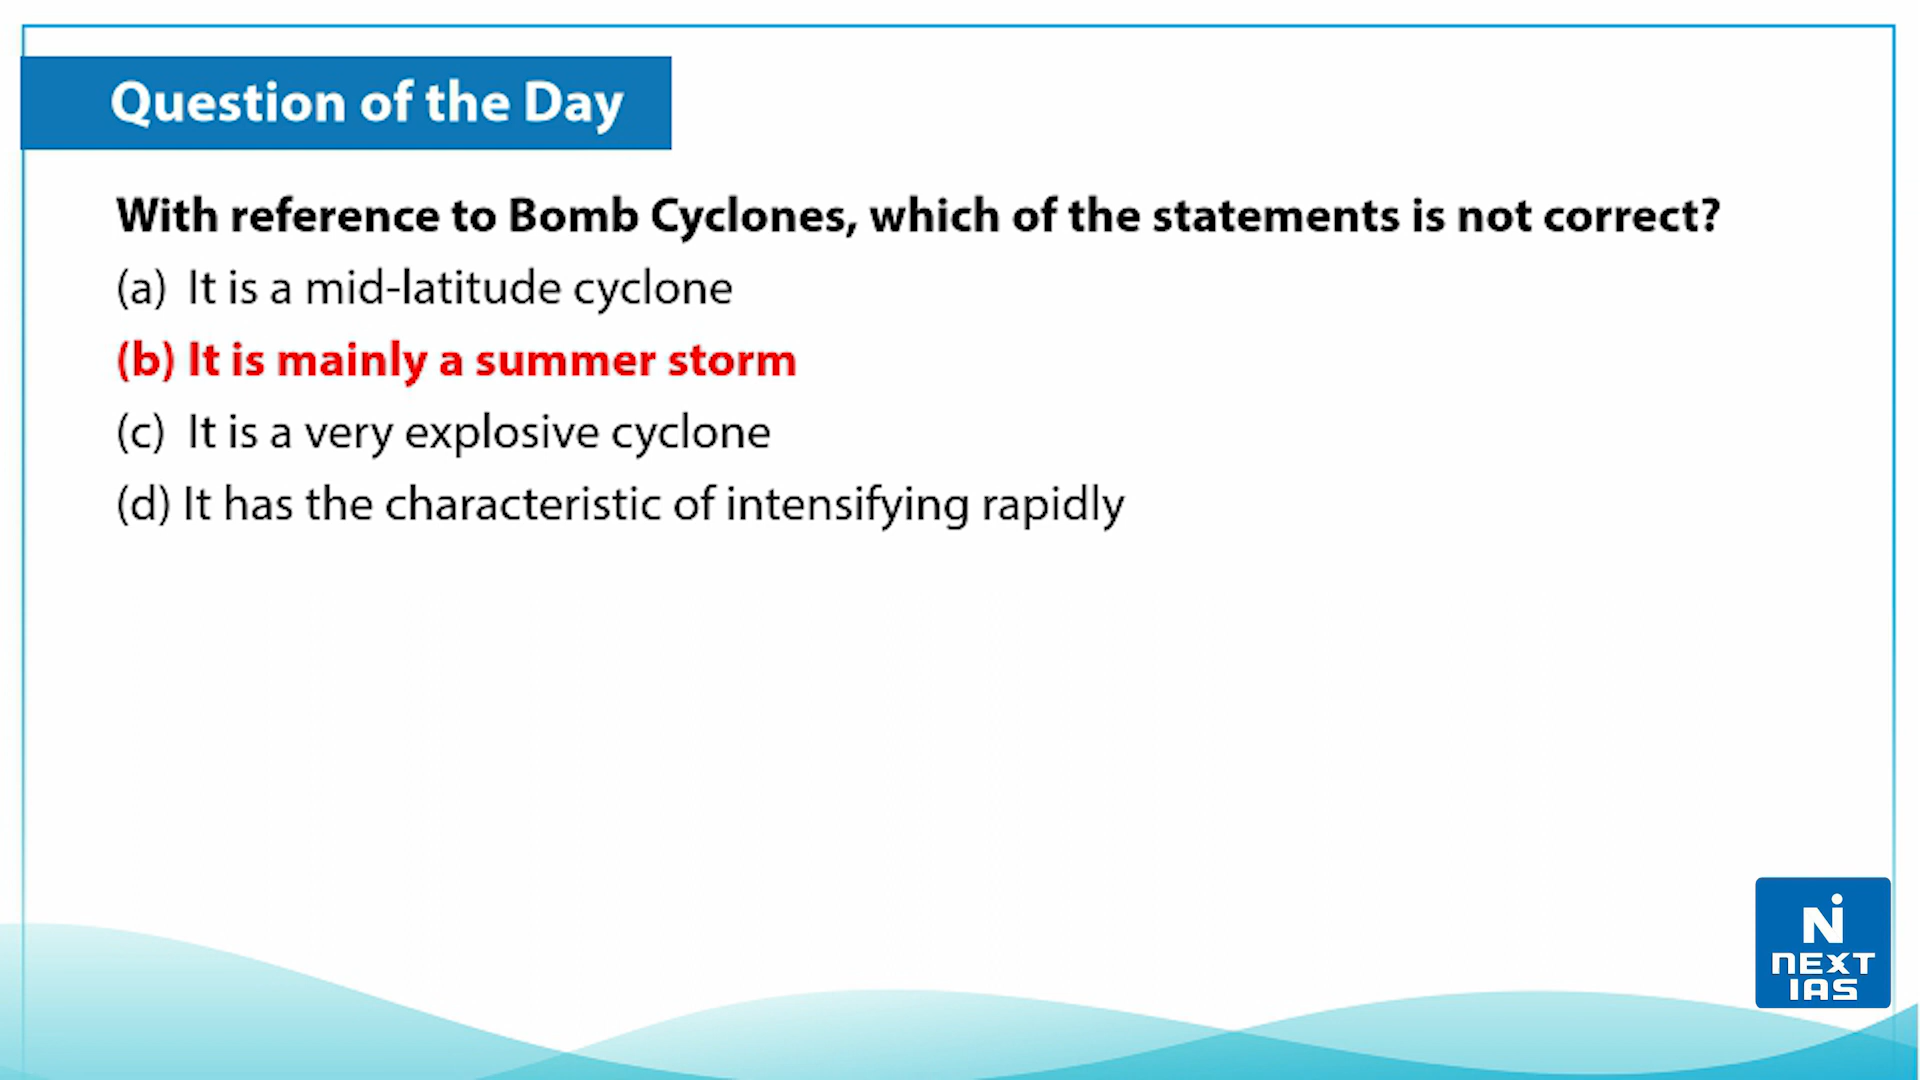 Question of the Day
With reference to Bomb Cyclones, which of the statements is not correct?
(a) It is a mid-latitude cyclone
(b) It is mainly a summer storm
(c) It is a very explosive cyclone
(d) It has the characteristic of intensifying rapidly
N
NEXT
IAS